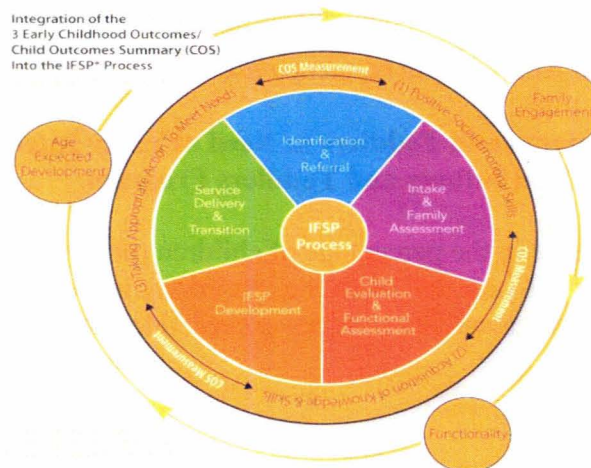 Integration of the
3 Early Childhood Outcomes/
Child Outcomes Summary (COS)
Into the IFSP* Process
COS Measurement
(1) Positive Social-Emotional Skills
Family
Engagement
Age
Expected
Development
(3) Taking Appropriate Action To Meet Needs
Identification
&
Referral
Service
Delivery
&
Transition
Intake
&
Family
Assessment
IFSP
Process
IFSP
Development
Child
Evaluation
&
Functional
Assessment
COS Measurement
COS Measurement
(2) Acquisition of Knowledge & Skills
Functionality